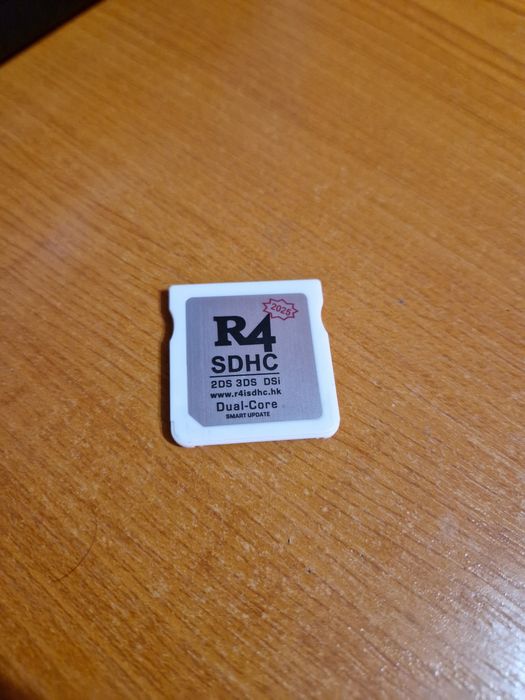 2025
R4
SDHC
2DS 3DS DSi
www.r4isdhc.hk
Dual-Core
SMART UPDATE